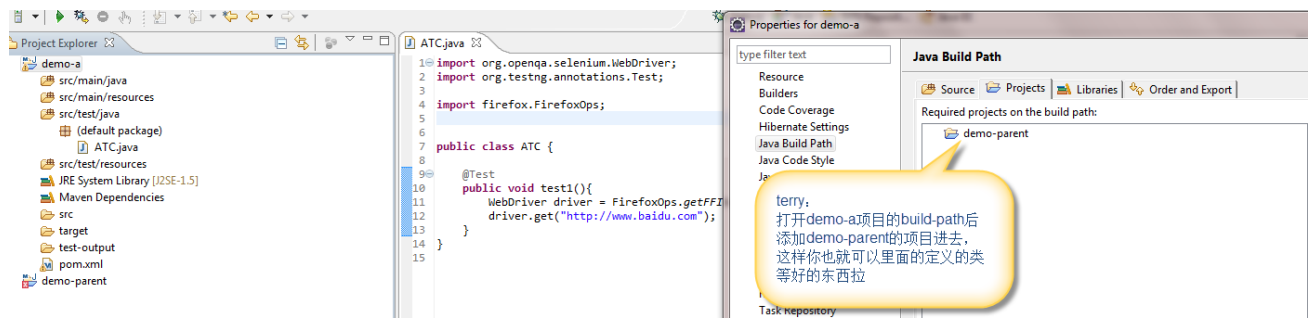 Project Explorer
demo-a
src/main/java
src/main/resources
src/test/java
(default package)
ATC.java
src/test/resources
JRE System Library [J2SE-1.5]
Maven Dependencies
src
target
test-output
pom.xml
demo-parent
ATC.java
1 import org.openqa.selenium.WebDriver;
2 import org.testng.annotations.Test;
3
4 import firefox.FirefoxOps;
5
6
7 public class ATC {
8
9 @Test
10 public void test1(){
11 WebDriver driver = FirefoxOps.getFFI
12 driver.get("http://www.baidu.com");
13 }
14 }
15
Properties for demo-a
type filter text
Resource
Builders
Code Coverage
Hibernate Settings
Java Build Path
Java Code Style
Task Repository
Java Build Path
Source Projects Libraries Order and Export
Required projects on the build path:
demo-parent
terry：
打开demo-a项目的build-path后
添加demo-parent的项目进去，
这样你也就可以里面的定义的类
等好的东西拉